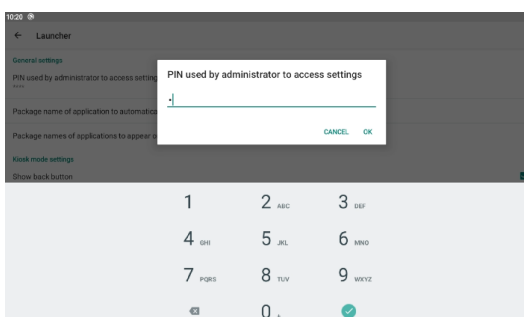 10:20
Launcher
General settings
PIN used by administrator to access setting
****
Package name of application to automatica
Package names of applications to appear o
Kiosk mode settings
Show back button
PIN used by administrator to access settings
•
CANCEL OK
1 2 ABC 3 DEF
4 GHI 5 JKL 6 MNO
7 PQRS 8 TUV 9 WXYZ
0 +